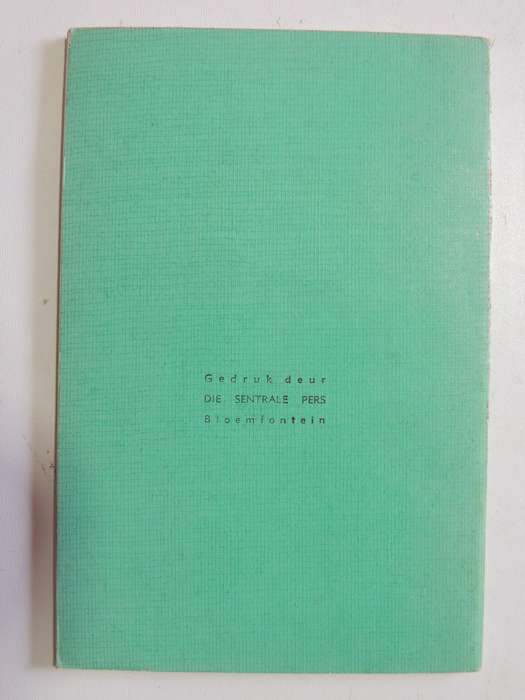 Gedruk deur
DIE SENTRALE PERS
Bloemfontein